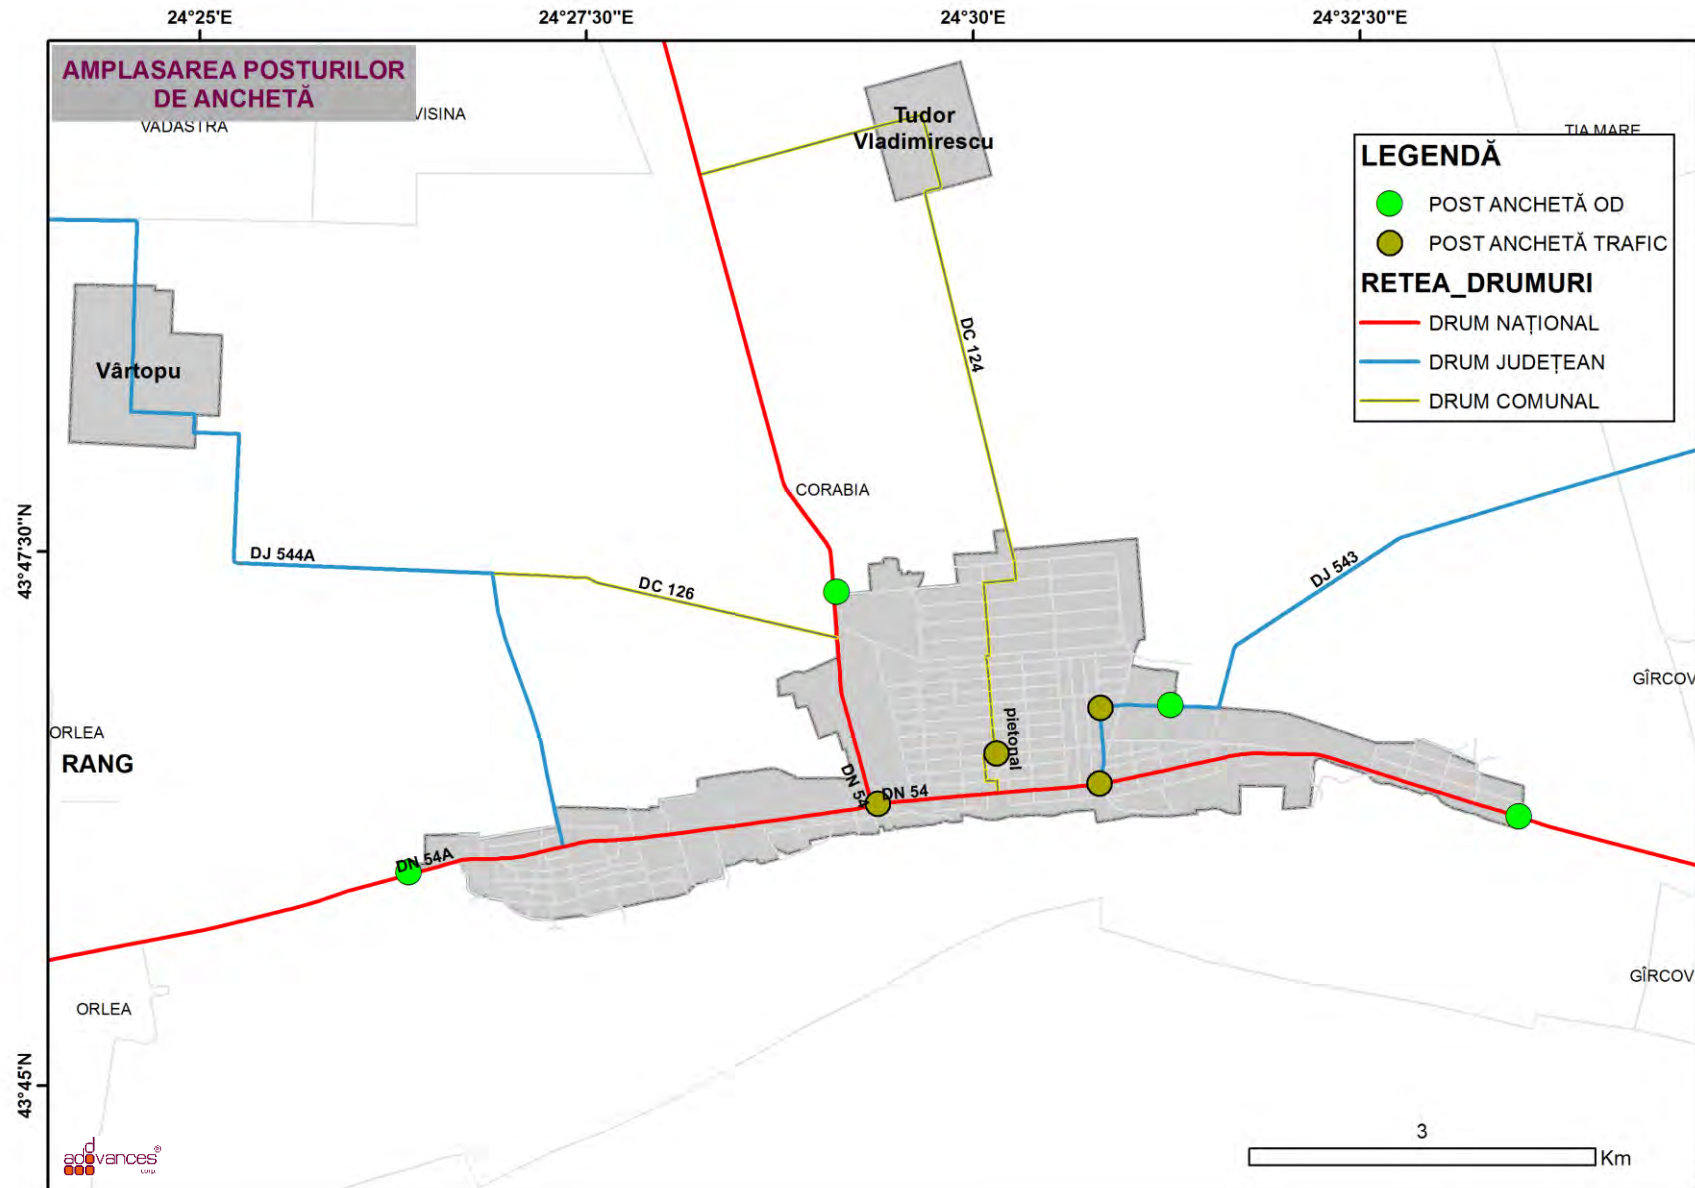 24°25'E
24°27'30"E
24°30'E
24°32'30"E
AMPLASAREA POSTURILOR
DE ANCHETĂ
VADASTRA
VISINA
Tudor
Vladimirescu
TIA MARE
LEGENDĂ
POST ANCHETĂ OD
POST ANCHETĂ TRAFIC
RETEA_DRUMURI
DRUM NAȚIONAL
DRUM JUDEȚEAN
DRUM COMUNAL
DC 124
Vârtopu
CORABIA
43°47'30"N
DJ 544A
DC 126
DJ 543
GÎRCOV
ORLEA
RANG
pietonal
DN 54
DN 54
DN 54A
GÎRCOV
ORLEA
43°45'N
3
Km
addvances®
corp.